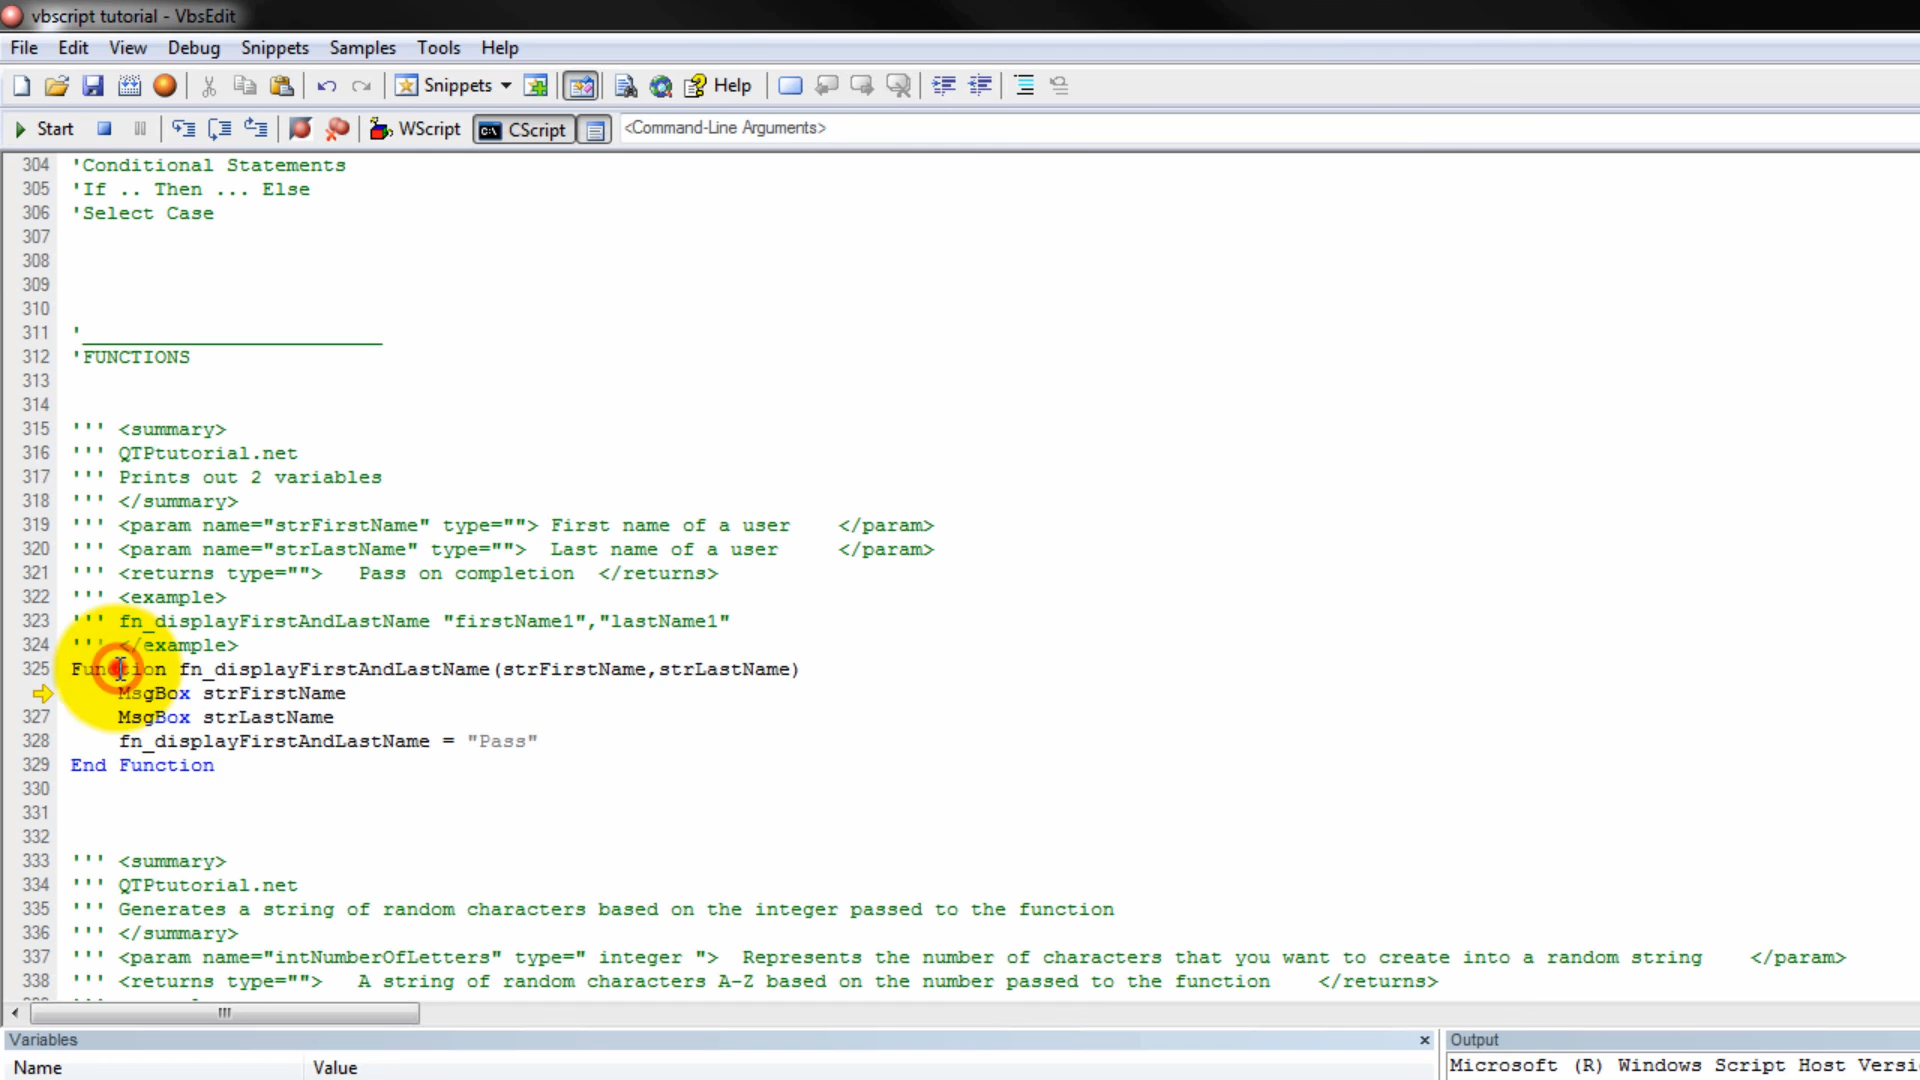 vbscript tutorial - VbsEdit
File Edit View Debug Snippets Samples Tools Help
Snippets Help
Start WScript CScript <Command-Line Arguments>
304 'Conditional Statements
305 'If .. Then ... Else
306 'Select Case
307
308
309
310
311 '_________________________
312 'FUNCTIONS
313
314
315 ''' <summary>
316 ''' QTPtutorial.net
317 ''' Prints out 2 variables
318 ''' </summary>
319 ''' <param name="strFirstName" type=""> First name of a user    </param>
320 ''' <param name="strLastName" type="">  Last name of a user     </param>
321 ''' <returns type="">   Pass on completion  </returns>
322 ''' <example>
323 ''' fn_displayFirstAndLastName "firstName1","lastName1"
324 ''' </example>
325 Function fn_displayFirstAndLastName(strFirstName,strLastName)
MsgBox strFirstName
327 MsgBox strLastName
328 fn_displayFirstAndLastName = "Pass"
329 End Function
330
331
332
333 ''' <summary>
334 ''' QTPtutorial.net
335 ''' Generates a string of random characters based on the integer passed to the function
336 ''' </summary>
337 ''' <param name="intNumberOfLetters" type=" integer ">  Represents the number of characters that you want to create into a random string    </param>
338 ''' <returns type="">   A string of random characters A-Z based on the number passed to the function    </returns>
Variables Output
Name Value Microsoft (R) Windows Script Host Versi